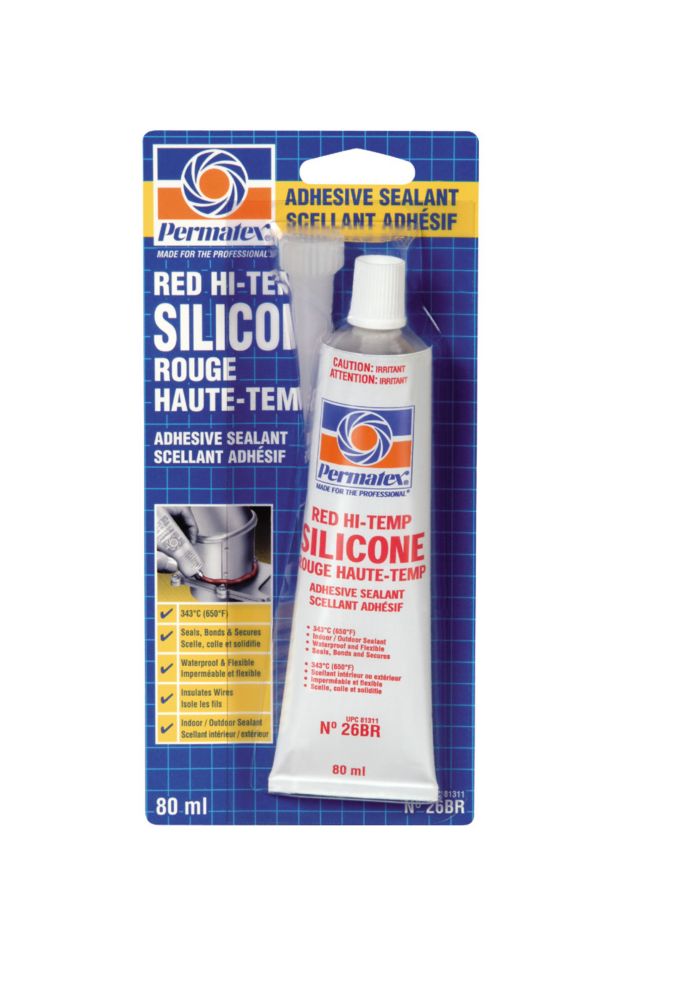 Permatex®
MADE FOR THE PROFESSIONAL®
ADHESIVE SEALANT
SCELLANT ADHÉSIF
RED HI-TEM
SILICON
ROUGE
HAUTE-TEMP
ADHESIVE SEALANT
SCELLANT ADHÉSIF
343°C (650°F)
Seals, Bonds & Secures
Scelle, colle et solidifie
Waterproof & Flexible
Imperméable et flexible
Insulates Wires
Isole les fils
Indoor / Outdoor Sealant
Scellant intérieur / extérieur
80 ml
CAUTION: IRRITANT
ATTENTION: IRRITANT
Permatex®
MADE FOR THE PROFESSIONAL®
RED HI-TEMP
SILICONE
ROUGE HAUTE-TEMP
ADHESIVE SEALANT
SCELLANT ADHÉSIF
• 343°C (650°F)
• Indoor / Outdoor Sealant
• Waterproof and Flexible
• Seals, Bonds and Secures
• 343°C (650°F)
• Scellant intérieur ou extérieur
• Imperméable et flexible
• Scelle, colle et solidifie
UPC 81311
Nº 26BR
80 ml
UPC 81311
Nº 26BR